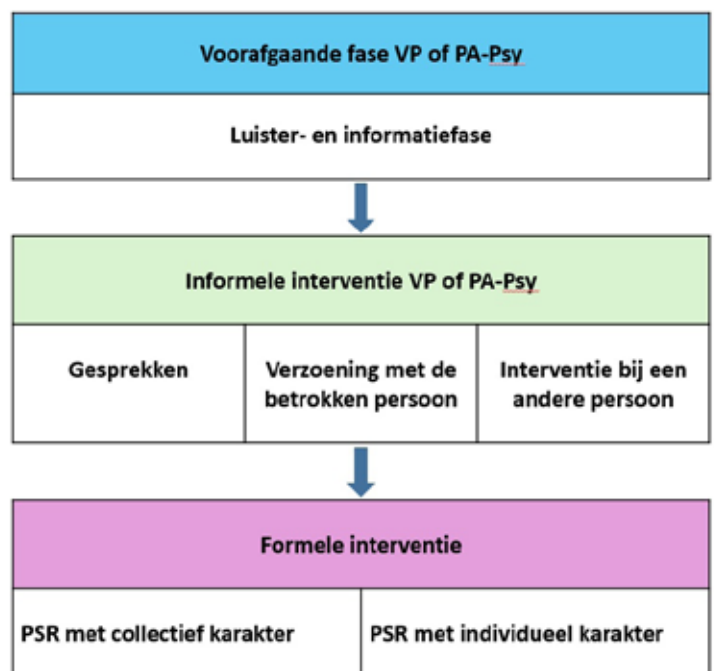 Voorafgaande fase VP of PA-Psy
Luister- en informatiefase
Informele interventie VP of PA-Psy
Gesprekken
Verzoening met de
betrokken persoon
Interventie bij een
andere persoon
Formele interventie
PSR met collectief karakter
PSR met individueel karakter